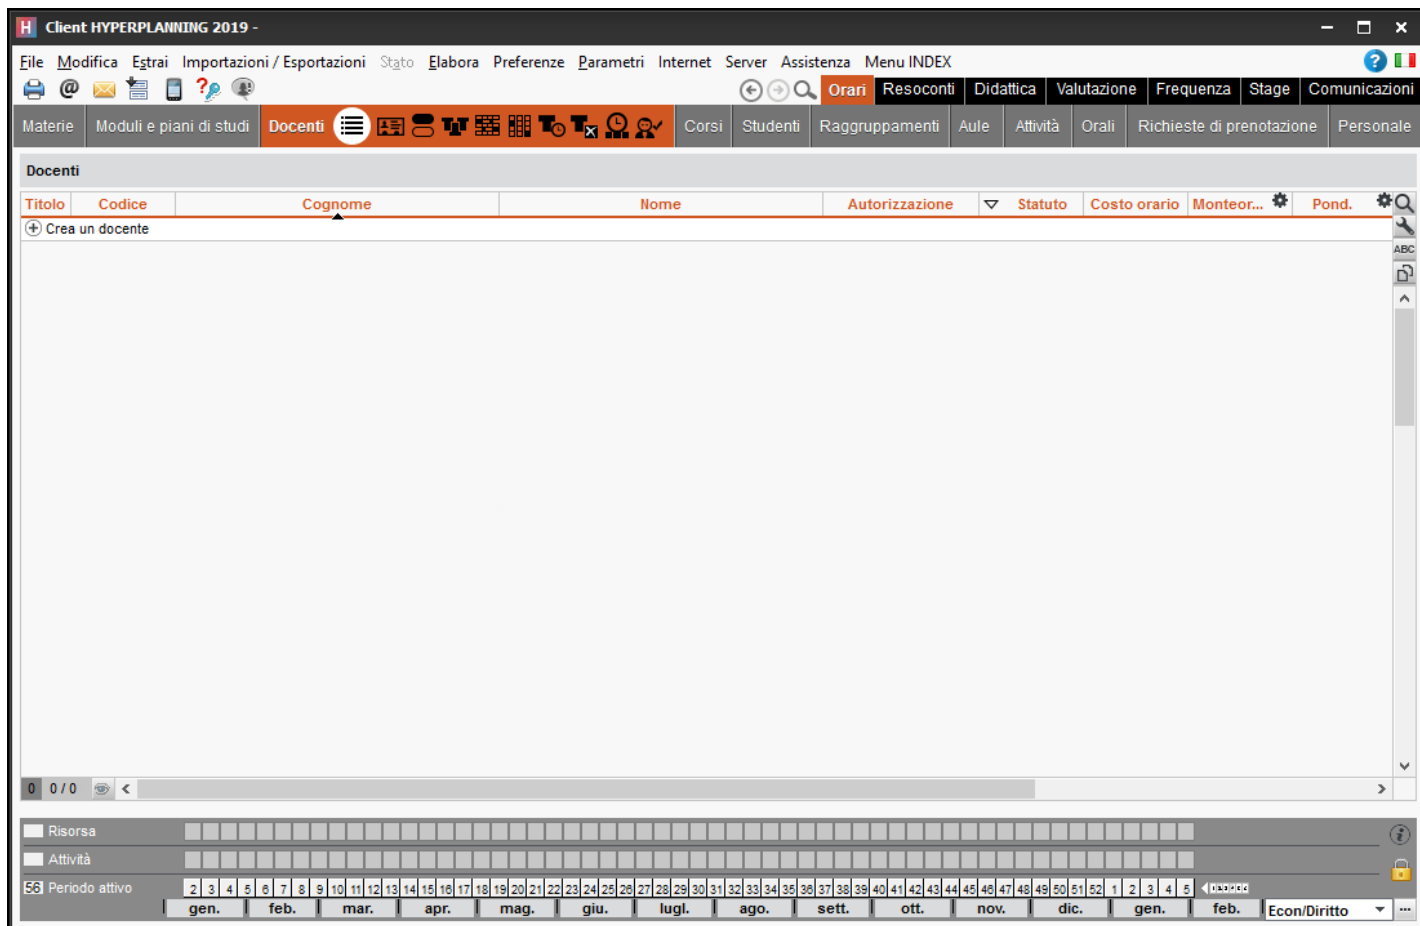 Client HYPERPLANNING 2019 -
File Modifica Estrai Importazioni / Esportazioni Stato Elabora Preferenze Parametri Internet Server Assistenza Menu INDEX
Orari Resoconti Didattica Valutazione Frequenza Stage Comunicazioni
Materie Moduli e piani di studi Docenti Corsi Studenti Raggruppamenti Aule Attività Orali Richieste di prenotazione Personale
Docenti
Titolo Codice Cognome Nome Autorizzazione Statuto Costo orario Monteor... Pond.
Crea un docente
ABC
0 0 / 0
Risorsa
Attività
56 Periodo attivo 2 3 4 5 6 7 8 9 10 11 12 13 14 15 16 17 18 19 20 21 22 23 24 25 26 27 28 29 30 31 32 33 34 35 36 37 38 39 40 41 42 43 44 45 46 47 48 49 50 51 52 1 2 3 4 5
gen. feb. mar. apr. mag. giu. lugl. ago. sett. ott. nov. dic. gen. feb. Econ/Diritto ...